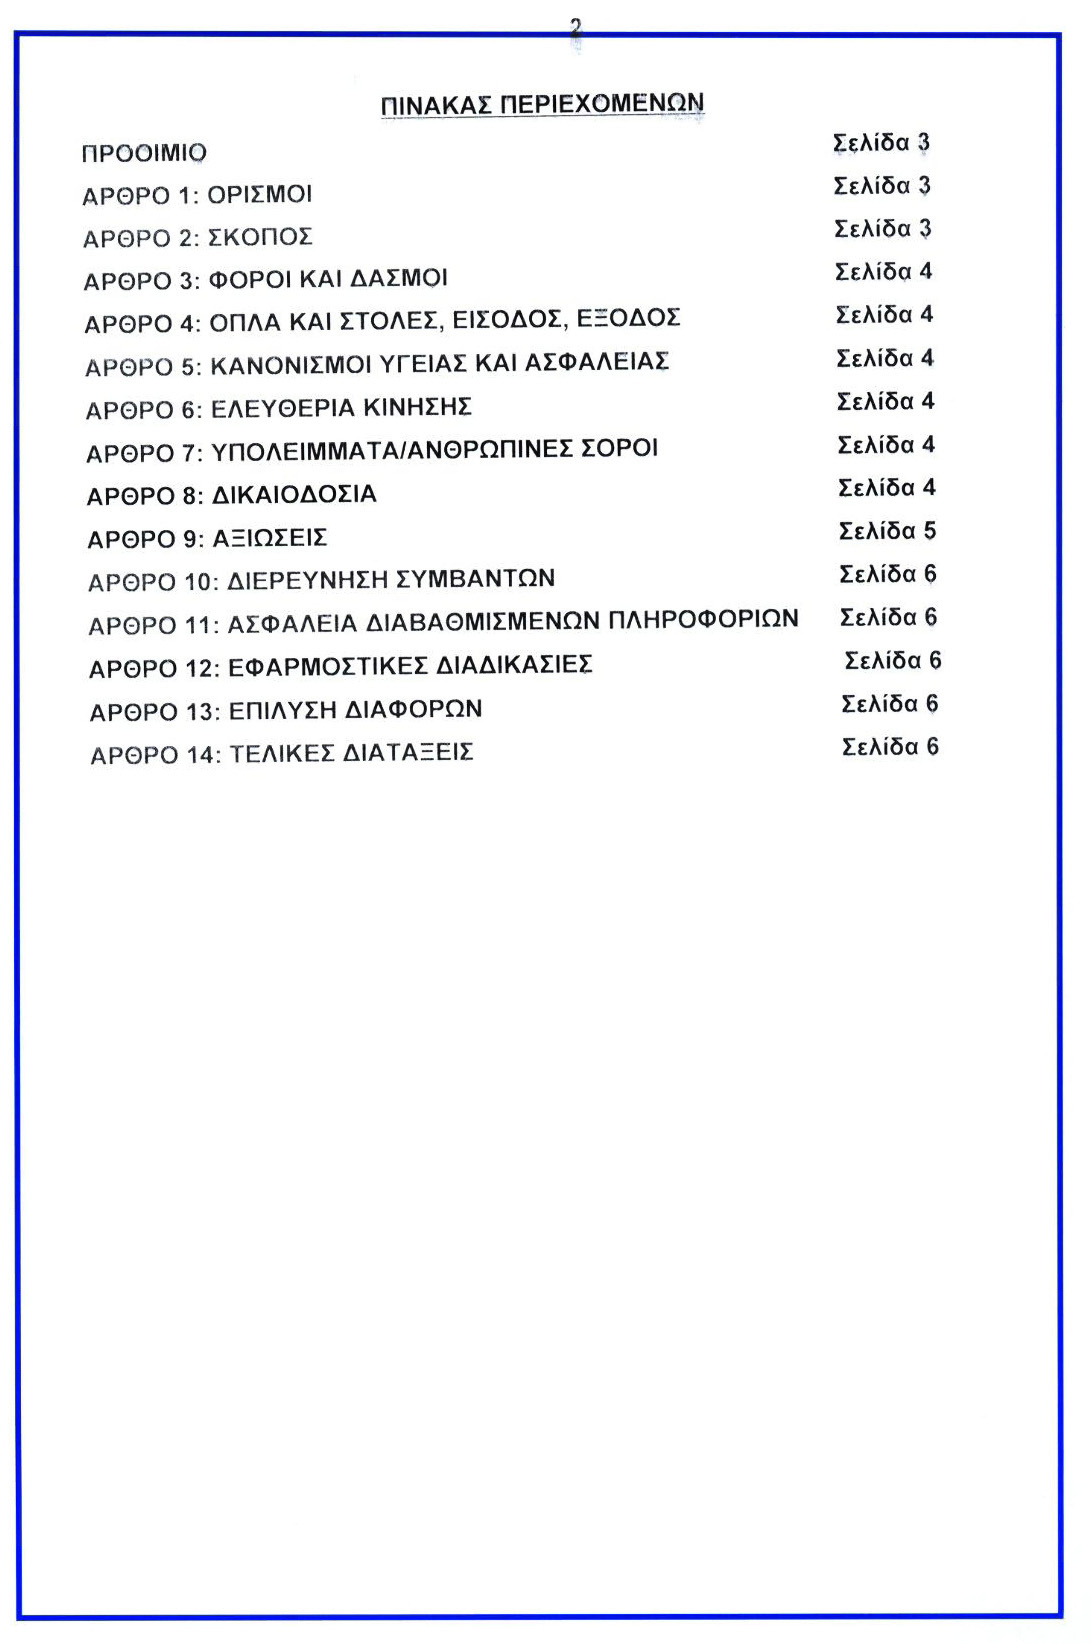 2
ΠΙΝΑΚΑΣ ΠΕΡΙΕΧΟΜΕΝΩΝ
ΠΡΟΟΙΜΙΟ Σελίδα 3
ΑΡΘΡΟ 1: ΟΡΙΣΜΟΙ Σελίδα 3
ΑΡΘΡΟ 2: ΣΚΟΠΟΣ Σελίδα 3
ΑΡΘΡΟ 3: ΦΟΡΟΙ ΚΑΙ ΔΑΣΜΟΙ Σελίδα 4
ΑΡΘΡΟ 4: ΟΠΛΑ ΚΑΙ ΣΤΟΛΕΣ, ΕΙΣΟΔΟΣ, ΕΞΟΔΟΣ Σελίδα 4
ΑΡΘΡΟ 5: ΚΑΝΟΝΙΣΜΟΙ ΥΓΕΙΑΣ ΚΑΙ ΑΣΦΑΛΕΙΑΣ Σελίδα 4
ΑΡΘΡΟ 6: ΕΛΕΥΘΕΡΙΑ ΚΙΝΗΣΗΣ Σελίδα 4
ΑΡΘΡΟ 7: ΥΠΟΛΕΙΜΜΑΤΑ/ΑΝΘΡΩΠΙΝΕΣ ΣΟΡΟΙ Σελίδα 4
ΑΡΘΡΟ 8: ΔΙΚΑΙΟΔΟΣΙΑ Σελίδα 4
ΑΡΘΡΟ 9: ΑΞΙΩΣΕΙΣ Σελίδα 5
ΑΡΘΡΟ 10: ΔΙΕΡΕΥΝΗΣΗ ΣΥΜΒΑΝΤΩΝ Σελίδα 6
ΑΡΘΡΟ 11: ΑΣΦΑΛΕΙΑ ΔΙΑΒΑΘΜΙΣΜΕΝΩΝ ΠΛΗΡΟΦΟΡΙΩΝ Σελίδα 6
ΑΡΘΡΟ 12: ΕΦΑΡΜΟΣΤΙΚΕΣ ΔΙΑΔΙΚΑΣΙΕΣ Σελίδα 6
ΑΡΘΡΟ 13: ΕΠΙΛΥΣΗ ΔΙΑΦΟΡΩΝ Σελίδα 6
ΑΡΘΡΟ 14: ΤΕΛΙΚΕΣ ΔΙΑΤΑΞΕΙΣ Σελίδα 6